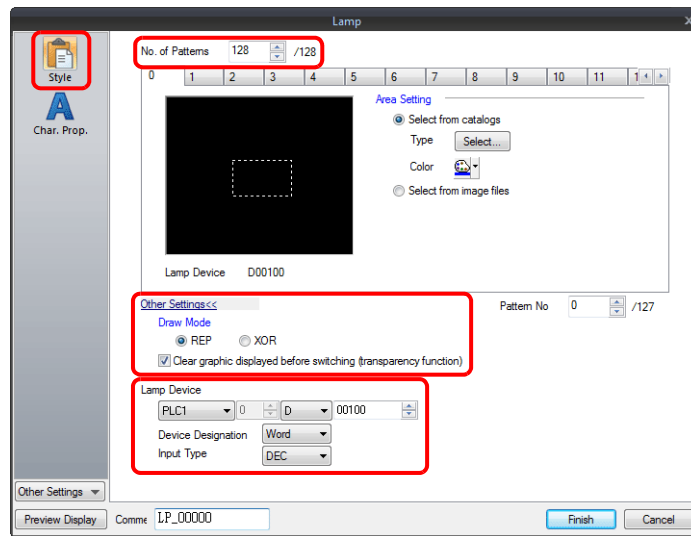 Lamp
Style
Char. Prop.
No. of Patterns 128 /128
0 1 2 3 4 5 6 7 8 9 10 11
Area Setting
Select from catalogs
Type Select...
Color
Select from image files
Lamp Device D00100
Other Settings<<
Pattern No 0 /127
Draw Mode
REP XOR
Clear graphic displayed before switching (transparency function)
Lamp Device
PLC1 0 D 00100
Device Designation Word
Input Type DEC
Other Settings
Preview Display Comme LP_00000 Finish Cancel